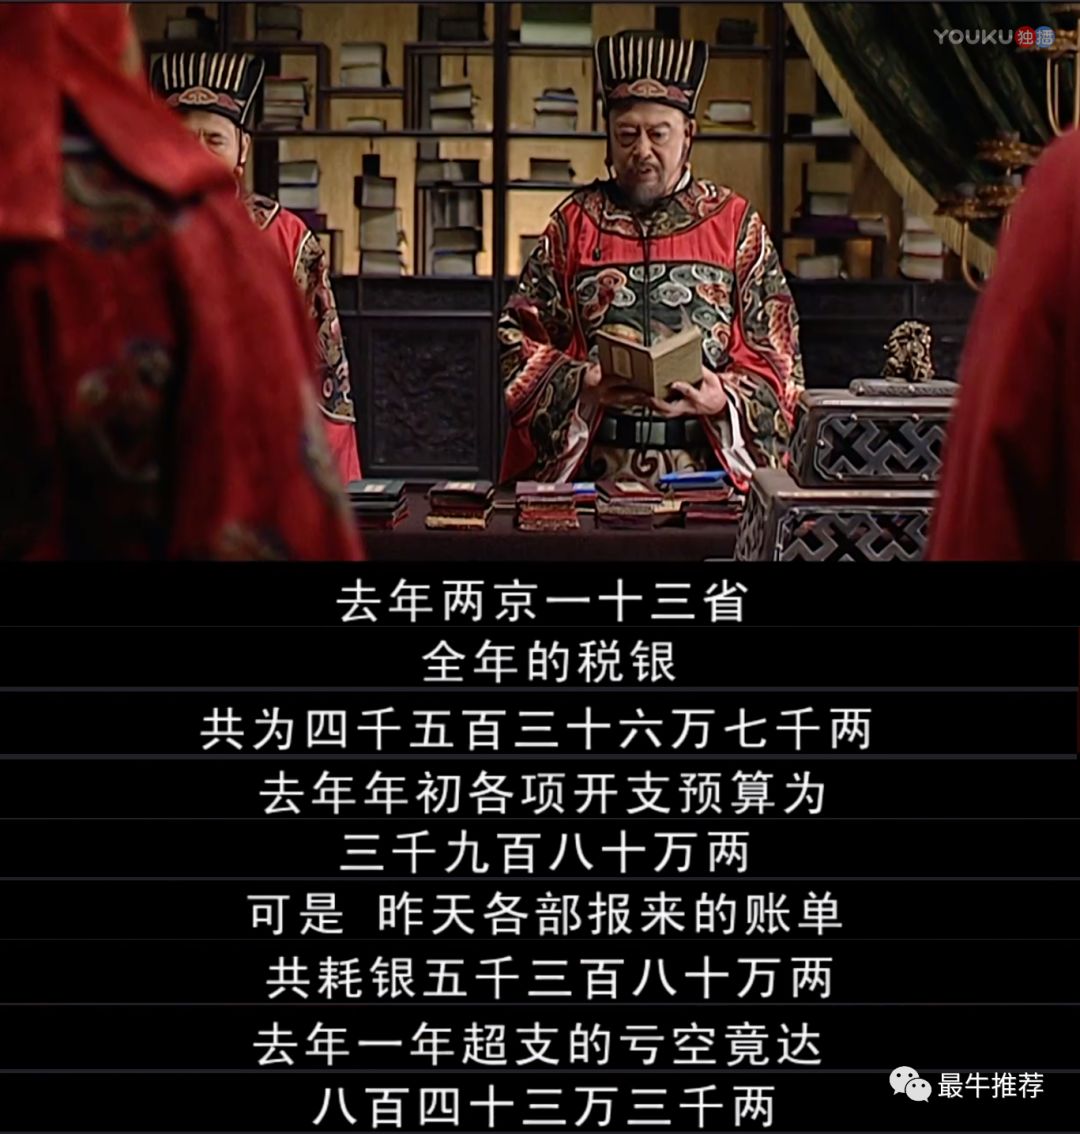 YOUKU独播
去年两京一十三省
全年的税银
共为四千五百三十六万七千两
去年年初各项开支预算为
三千九百八十万两
可是 昨天各部报来的账单
共耗银五千三百八十万两
去年一年超支的亏空竟达
八百四十三万三千两
最牛推荐